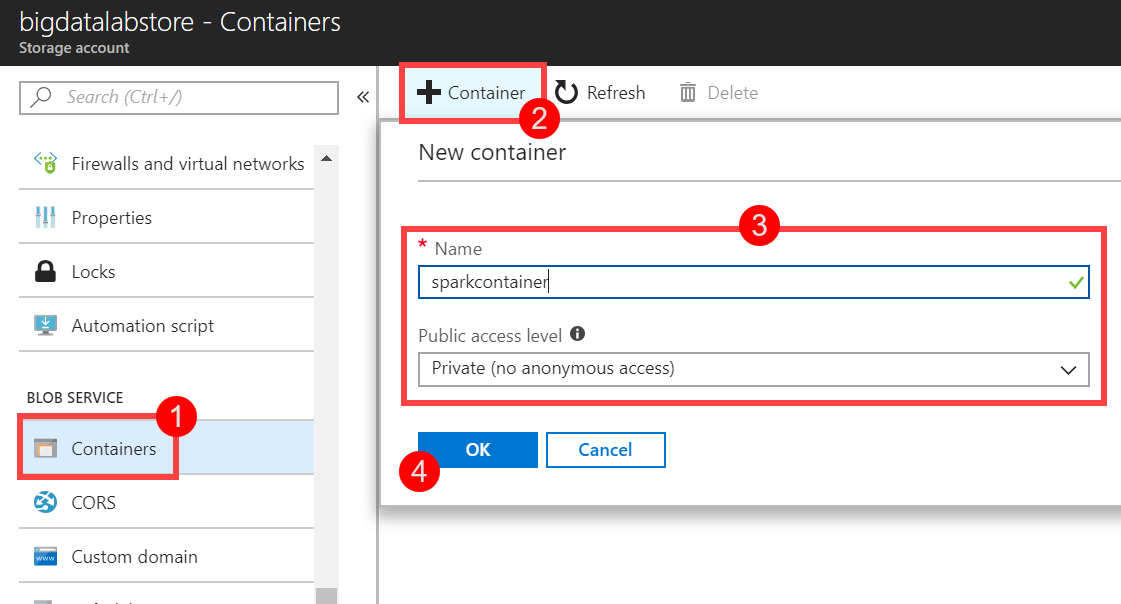 bigdatalabstore - Containers
Storage account
Search (Ctrl+/)
Firewalls and virtual networks
Properties
Locks
Automation script
BLOB SERVICE
1
Containers
CORS
www
Custom domain
Container
Refresh
Delete
2
New container
3
* Name
sparkcontainer
Public access level
Private (no anonymous access)
OK
Cancel
4